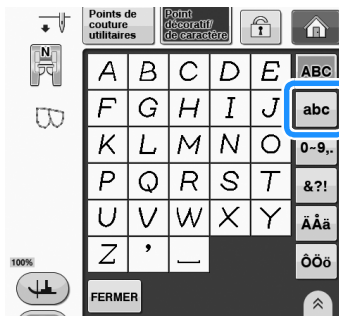 Points de couture utilitaires
Point décoratif/ de caractère
N
A B C D E ABC
F G H I J abc
K L M N O 0~9,.
P Q R S T &?!
U V W X Y ÄÅä
Z ’ _ ÔÖö
100%
FERMER